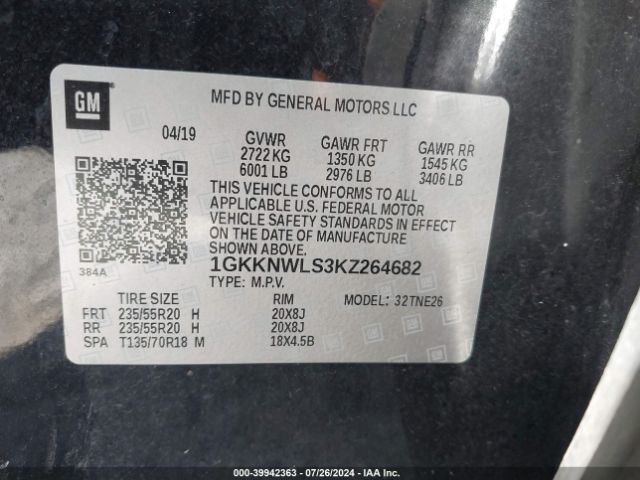 GM
MFD BY GENERAL MOTORS LLC
04/19 GVWR GAWR FRT GAWR RR
2722 KG 1350 KG 1545 KG
6001 LB 2976 LB 3406 LB
THIS VEHICLE CONFORMS TO ALL
APPLICABLE U.S. FEDERAL MOTOR
VEHICLE SAFETY STANDARDS IN EFFECT
ON THE DATE OF MANUFACTURE
SHOWN ABOVE.
384A
1GKKNWLS3KZ264682
TYPE: M.P.V. MODEL: 32TNE26
TIRE SIZE RIM
FRT 235/55R20 H 20X8J
RR 235/55R20 H 20X8J
SPA T135/70R18 M 18X4.5B
000-39942363 - 07/26/2024 - IAA Inc.